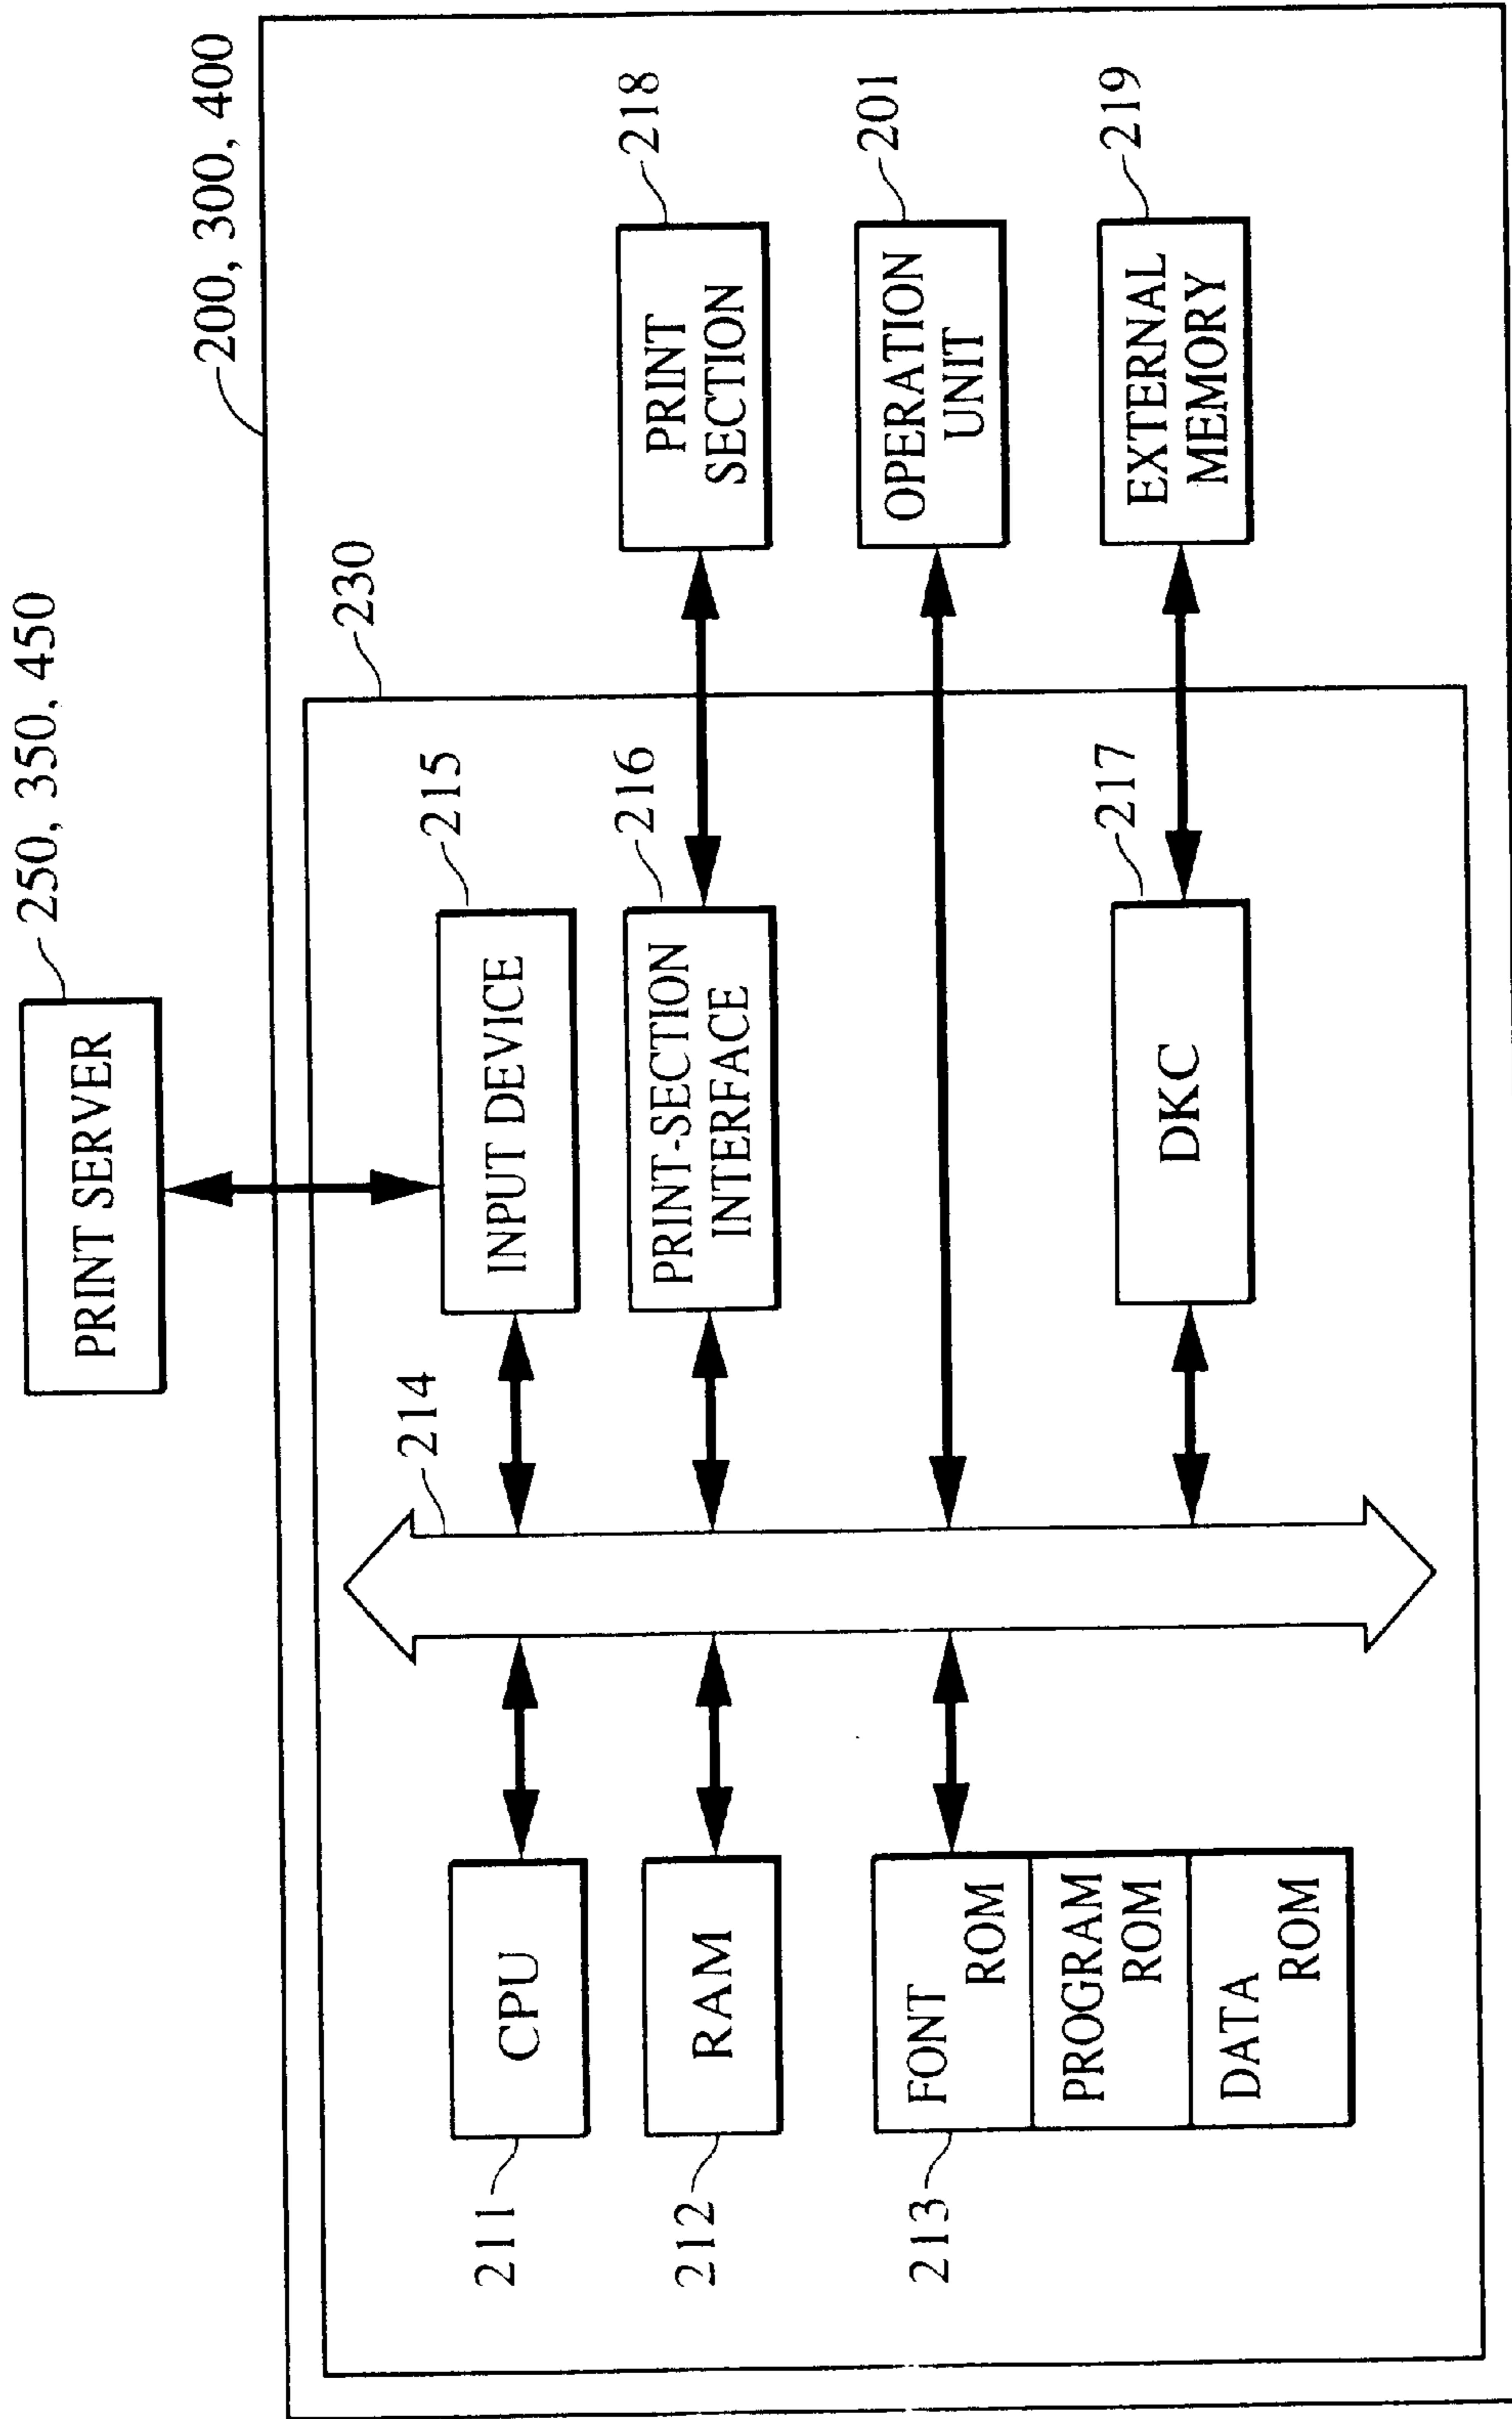 250, 350, 450
PRINT SERVER
200, 300, 400
230
214
215
INPUT DEVICE
211
CPU
216
PRINT-SECTION
INTERFACE
218
PRINT
SECTION
212
RAM
201
OPERATION
UNIT
213
FONT
ROM
PROGRAM
ROM
DATA
ROM
217
DKC
219
EXTERNAL
MEMORY